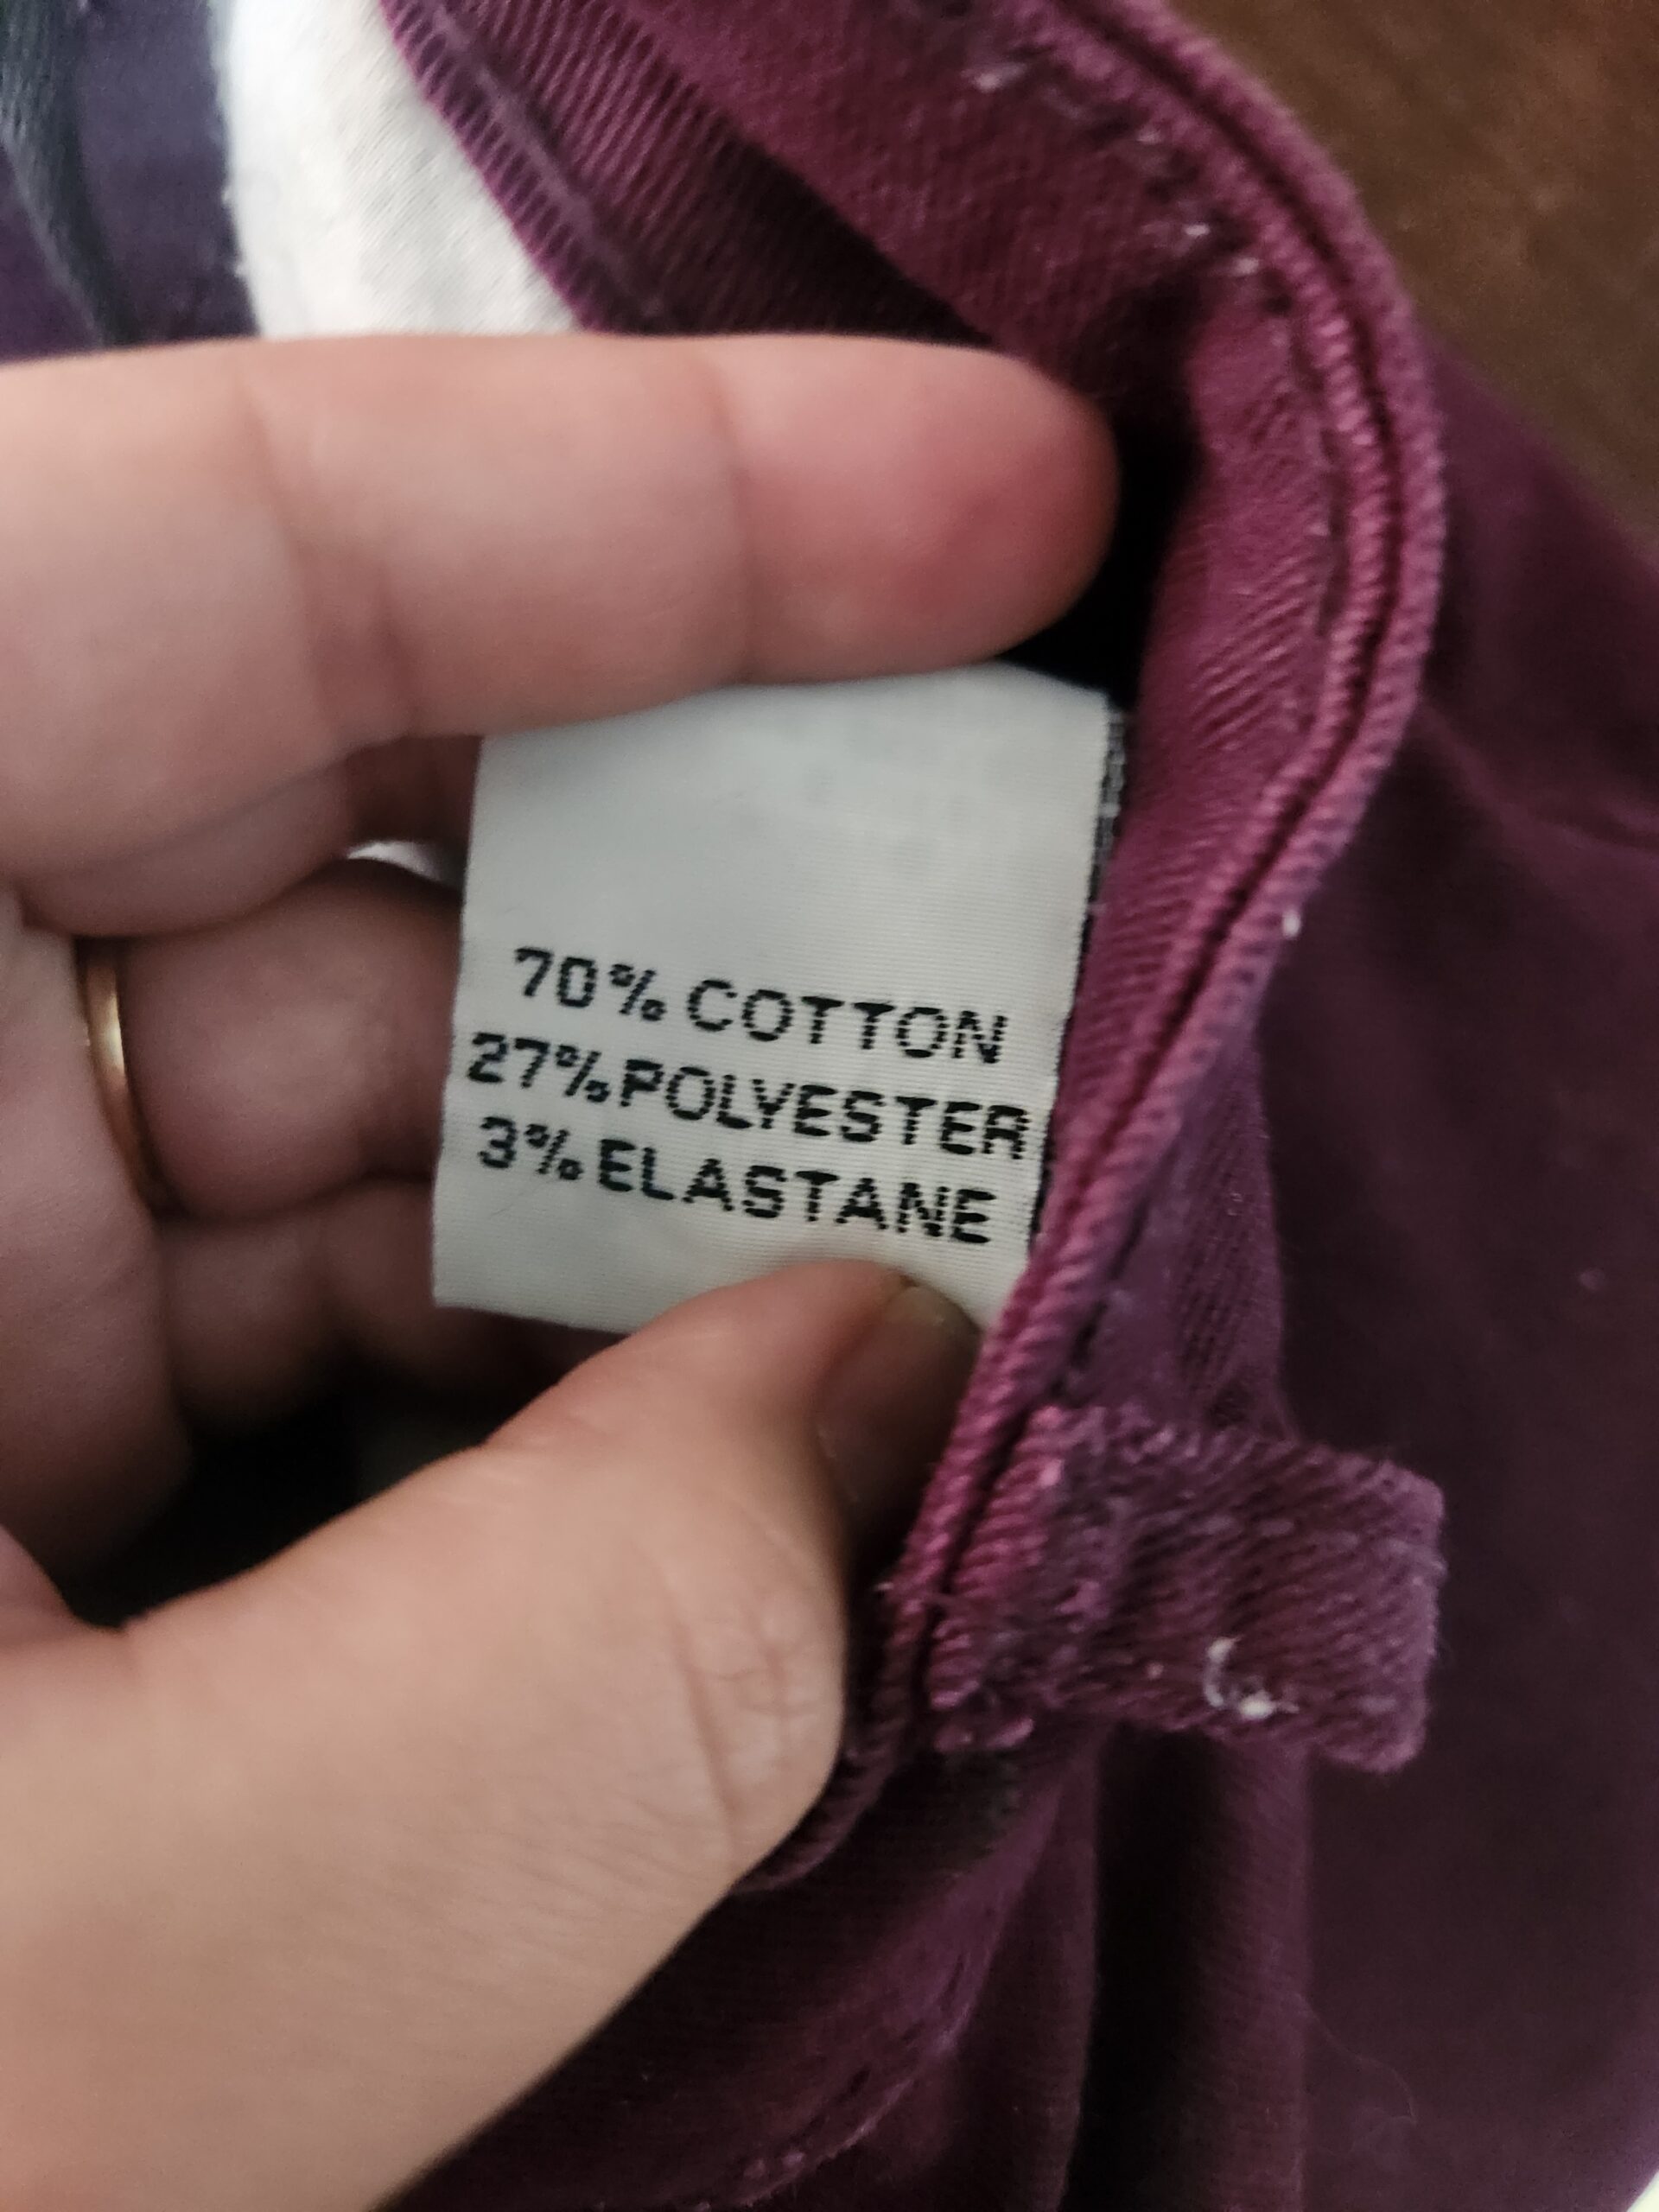 70% COTTON
27% POLYESTER
3% ELASTANE